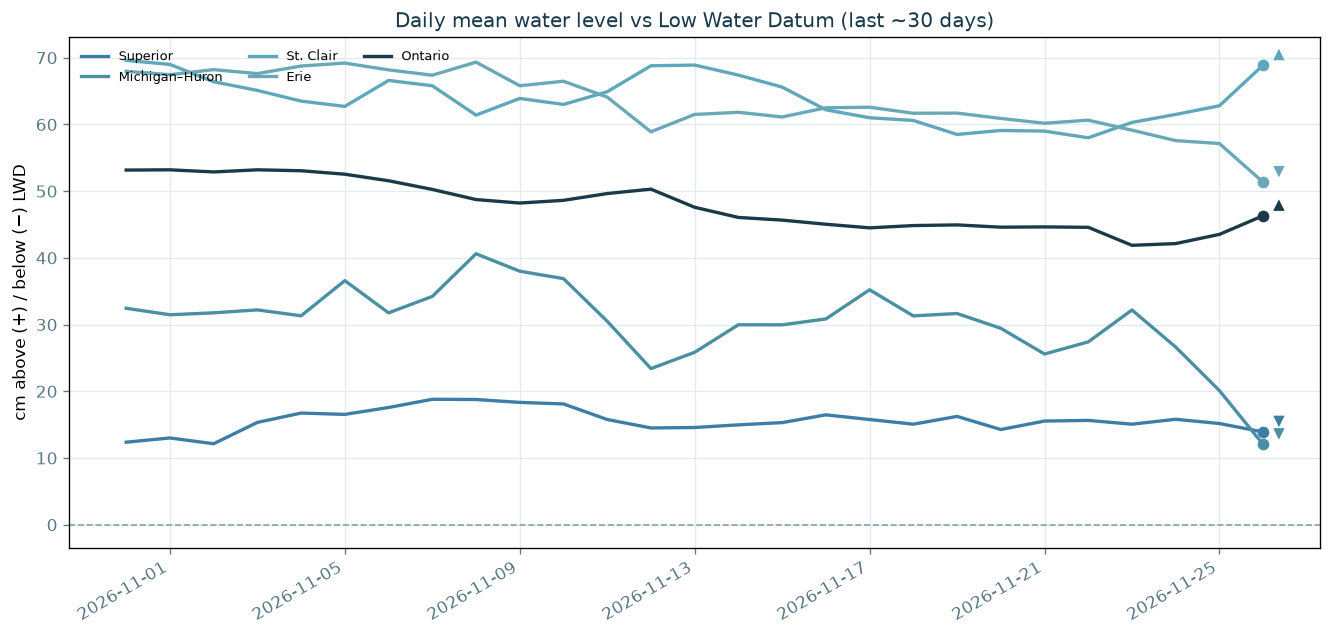 Daily mean water level vs Low Water Datum (last ~30 days)
cm above (+) / below (−) LWD
Superior
Michigan–Huron
St. Clair
Erie
Ontario
70
60
50
40
30
20
10
0
2026-11-01
2026-11-05
2026-11-09
2026-11-13
2026-11-17
2026-11-21
2026-11-25